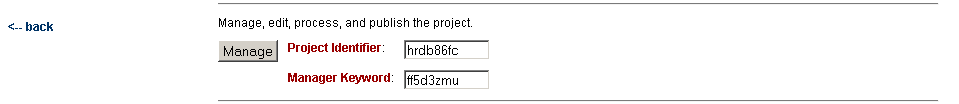 <-- back
Manage, edit, process, and publish the project.
Manage Project Identifier: hrdb86fc
Manager Keyword: ff5d3zmu